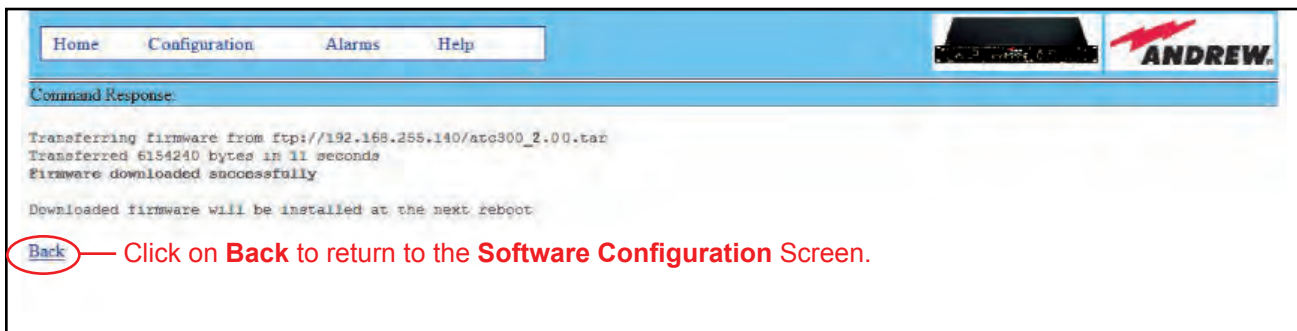 Home Configuration Alarms Help
ANDREW.
Command Response:
Transferring firmware from ftp://192.168.255.140/atc300_2.00.tar
Transferred 6154240 bytes in 11 seconds
Firmware downloaded successfully
Downloaded firmware will be installed at the next reboot
Back Click on Back to return to the Software Configuration Screen.